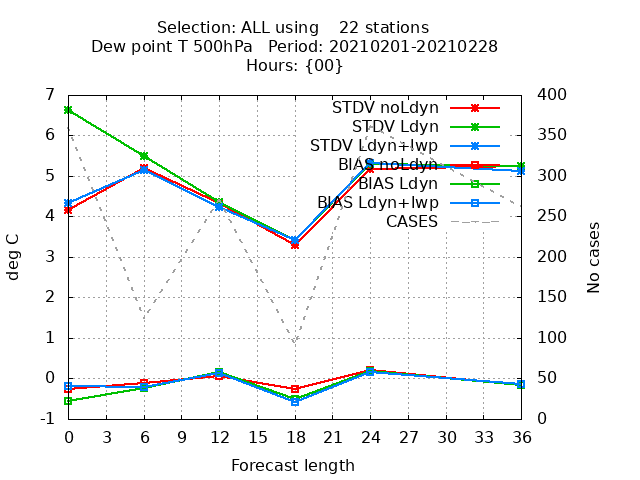 Selection: ALL using 22 stations
Dew point T 500hPa Period: 20210201-20210228
Hours: {00}
7 400
STDV noLdyn
STDV Ldyn
6 350
STDV Ldyn+lwp
BIAS noLdyn
5 300
BIAS Ldyn
BIAS Ldyn+lwp
4 250
CASES
3 200
2 150
1 100
0 50
-1 0
deg C
No cases
0 3 6 9 12 15 18 21 24 27 30 33 36
Forecast length